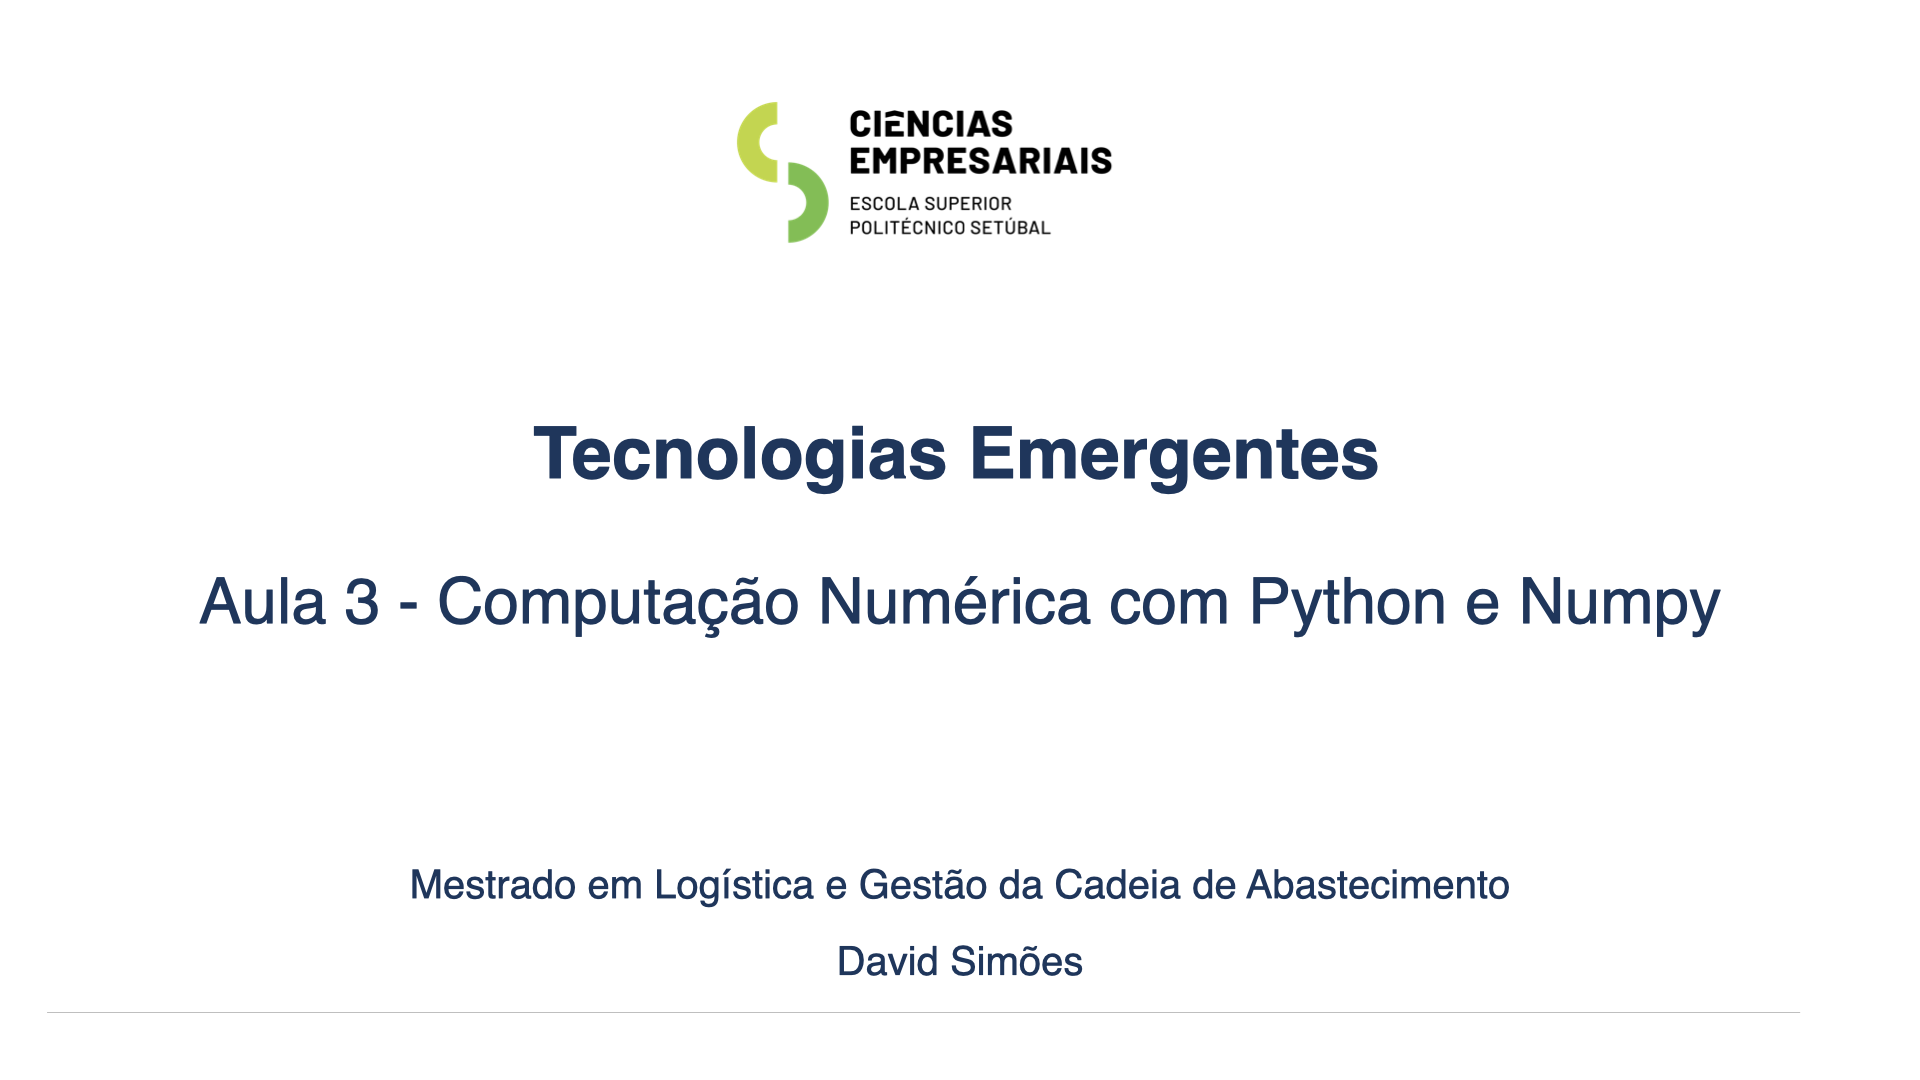 CIÊNCIAS
EMPRESARIAIS
ESCOLA SUPERIOR
POLITÉCNICO SETÚBAL
Tecnologias Emergentes
Aula 3 - Computação Numérica com Python e Numpy
Mestrado em Logística e Gestão da Cadeia de Abastecimento
David Simões